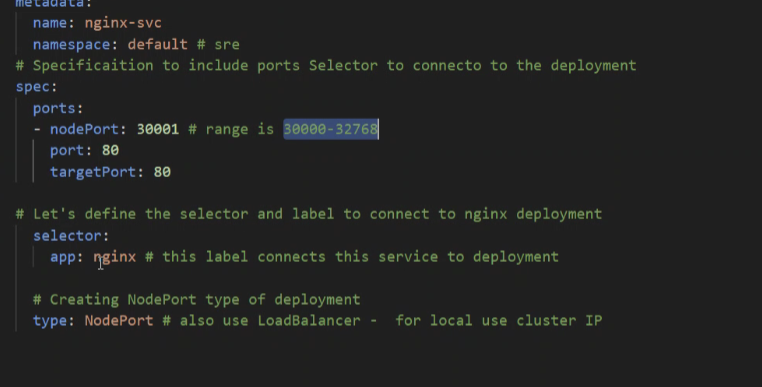 metadata:
name: nginx-svc
namespace: default # sre
# Specificaition to include ports Selector to connecto to the deployment
spec:
ports:
- nodePort: 30001 # range is 30000-32768
port: 80
targetPort: 80
# Let's define the selector and label to connect to nginx deployment
selector:
app: nginx # this label connects this service to deployment
# Creating NodePort type of deployment
type: NodePort # also use LoadBalancer - for local use cluster IP